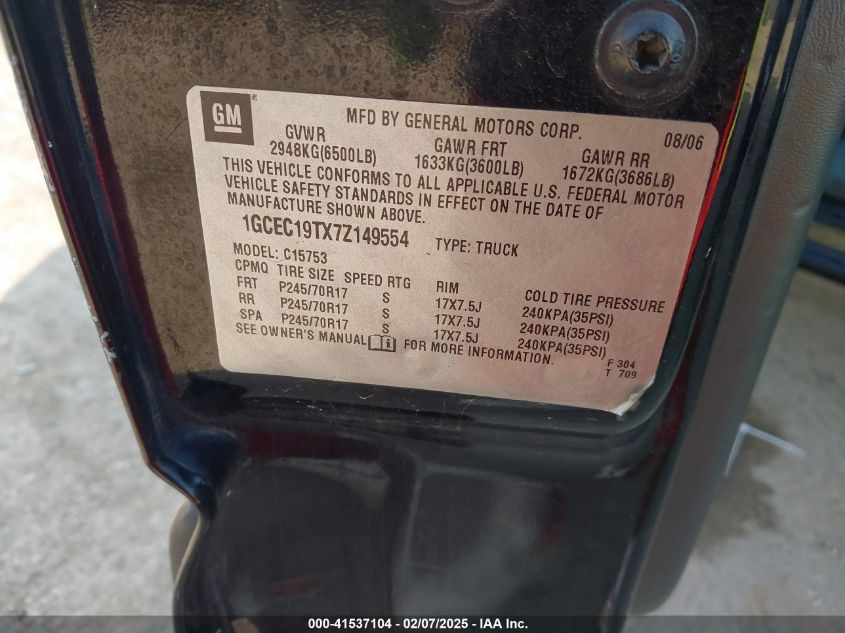 GM
MFD BY GENERAL MOTORS CORP. 08/06
GVWR GAWR FRT GAWR RR
2948KG(6500LB) 1633KG(3600LB) 1672KG(3686LB)
THIS VEHICLE CONFORMS TO ALL APPLICABLE U.S. FEDERAL MOTOR
VEHICLE SAFETY STANDARDS IN EFFECT ON THE DATE OF
MANUFACTURE SHOWN ABOVE.
1GCEC19TX7Z149554 TYPE: TRUCK
MODEL: C15753
CPMQ TIRE SIZE SPEED RTG RIM COLD TIRE PRESSURE
FRT P245/70R17 S 17X7.5J 240KPA(35PSI)
RR P245/70R17 S 17X7.5J 240KPA(35PSI)
SPA P245/70R17 S 17X7.5J 240KPA(35PSI)
SEE OWNER'S MANUAL FOR MORE INFORMATION.
F 304
T 709
000-41537104 - 02/07/2025 - IAA Inc.